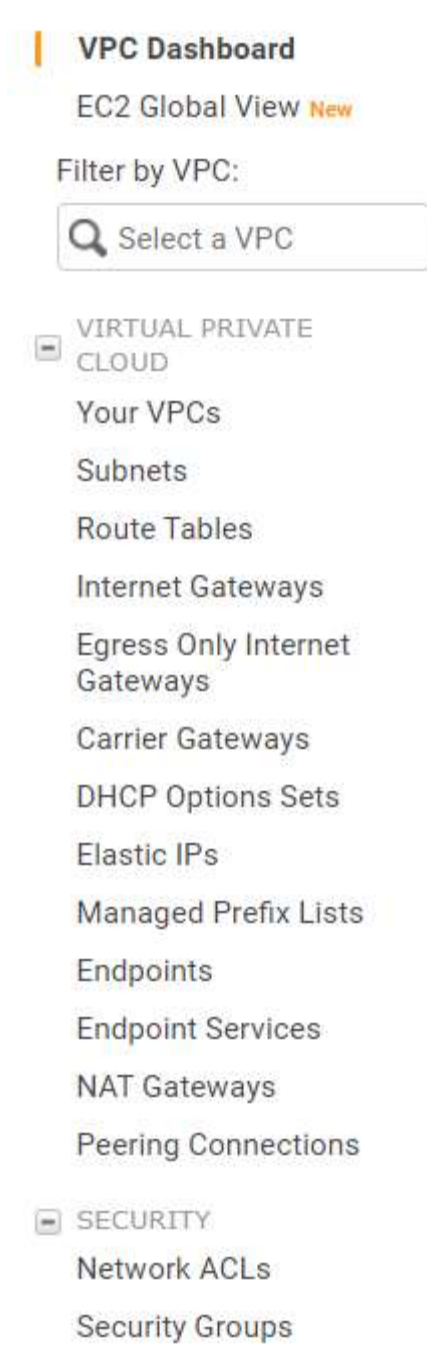 VPC Dashboard
EC2 Global View New
Filter by VPC:
Select a VPC
VIRTUAL PRIVATE
CLOUD
Your VPCs
Subnets
Route Tables
Internet Gateways
Egress Only Internet
Gateways
Carrier Gateways
DHCP Options Sets
Elastic IPs
Managed Prefix Lists
Endpoints
Endpoint Services
NAT Gateways
Peering Connections
SECURITY
Network ACLs
Security Groups